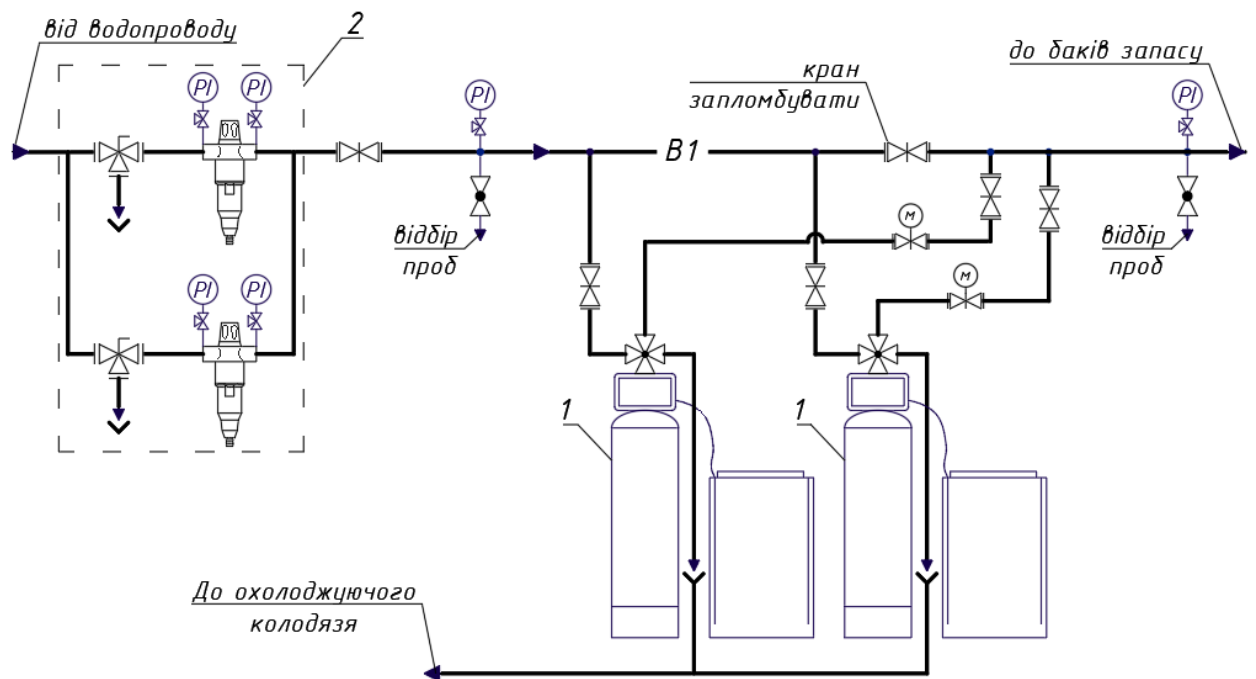 від водопроводу
2
PI
PI
PI
кран
запломбувати
до баків запасу
PI
В1
відбір
проб
М
відбір
проб
PI
PI
М
1
1
До охолоджуючого
колодязя